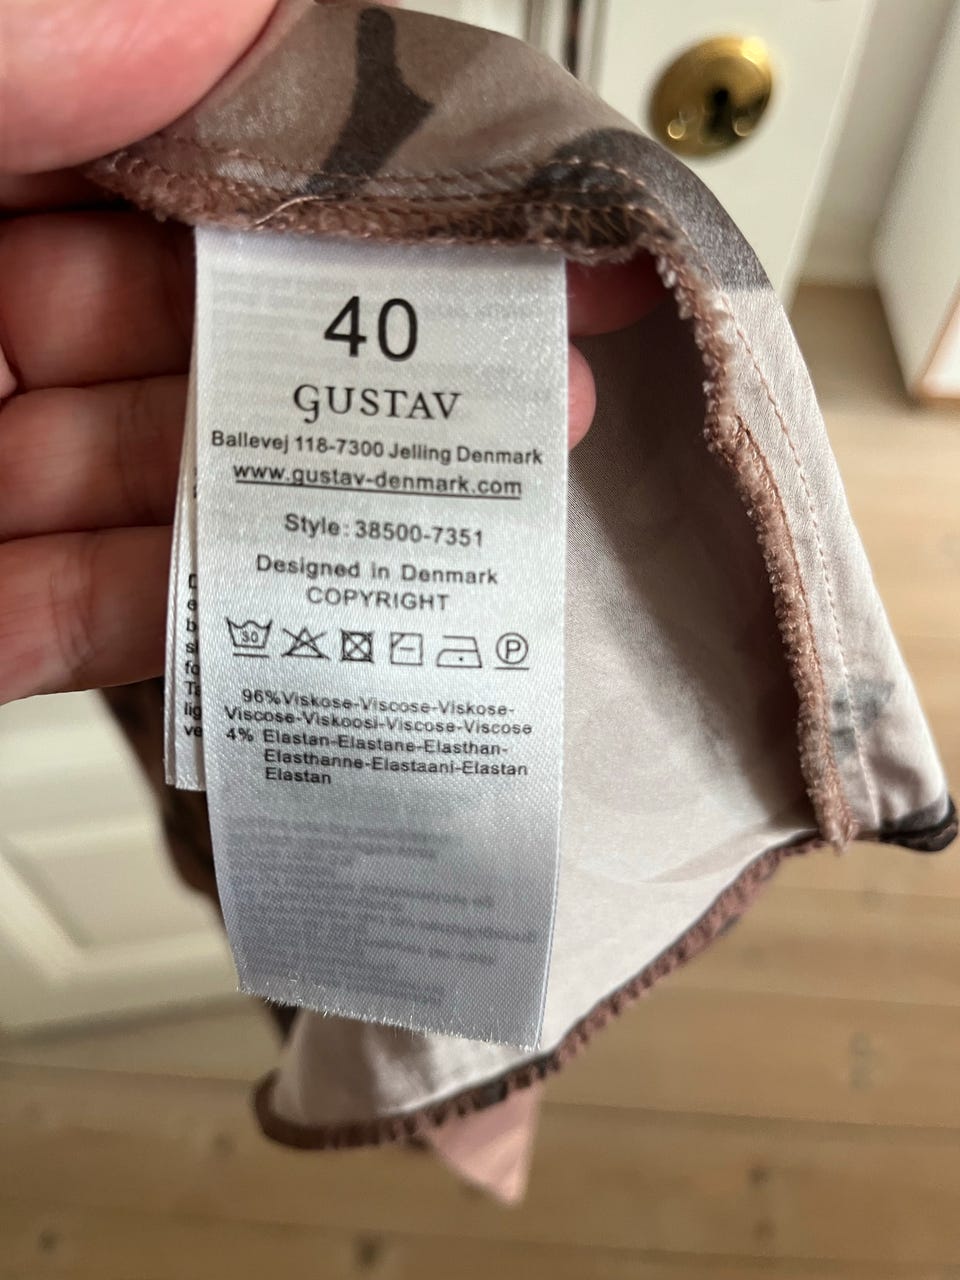 40
GUSTAV
Ballevej 118-7300 Jelling Denmark
www.gustav-denmark.com
Style: 38500-7351
Designed in Denmark
COPYRIGHT
30 P
96%Viskose-Viscose-Viskose-
Viscose-Viskoosi-Viscose-Viscose
4% Elastan-Elastane-Elasthan-
Elasthanne-Elastaani-Elastan
Elastan